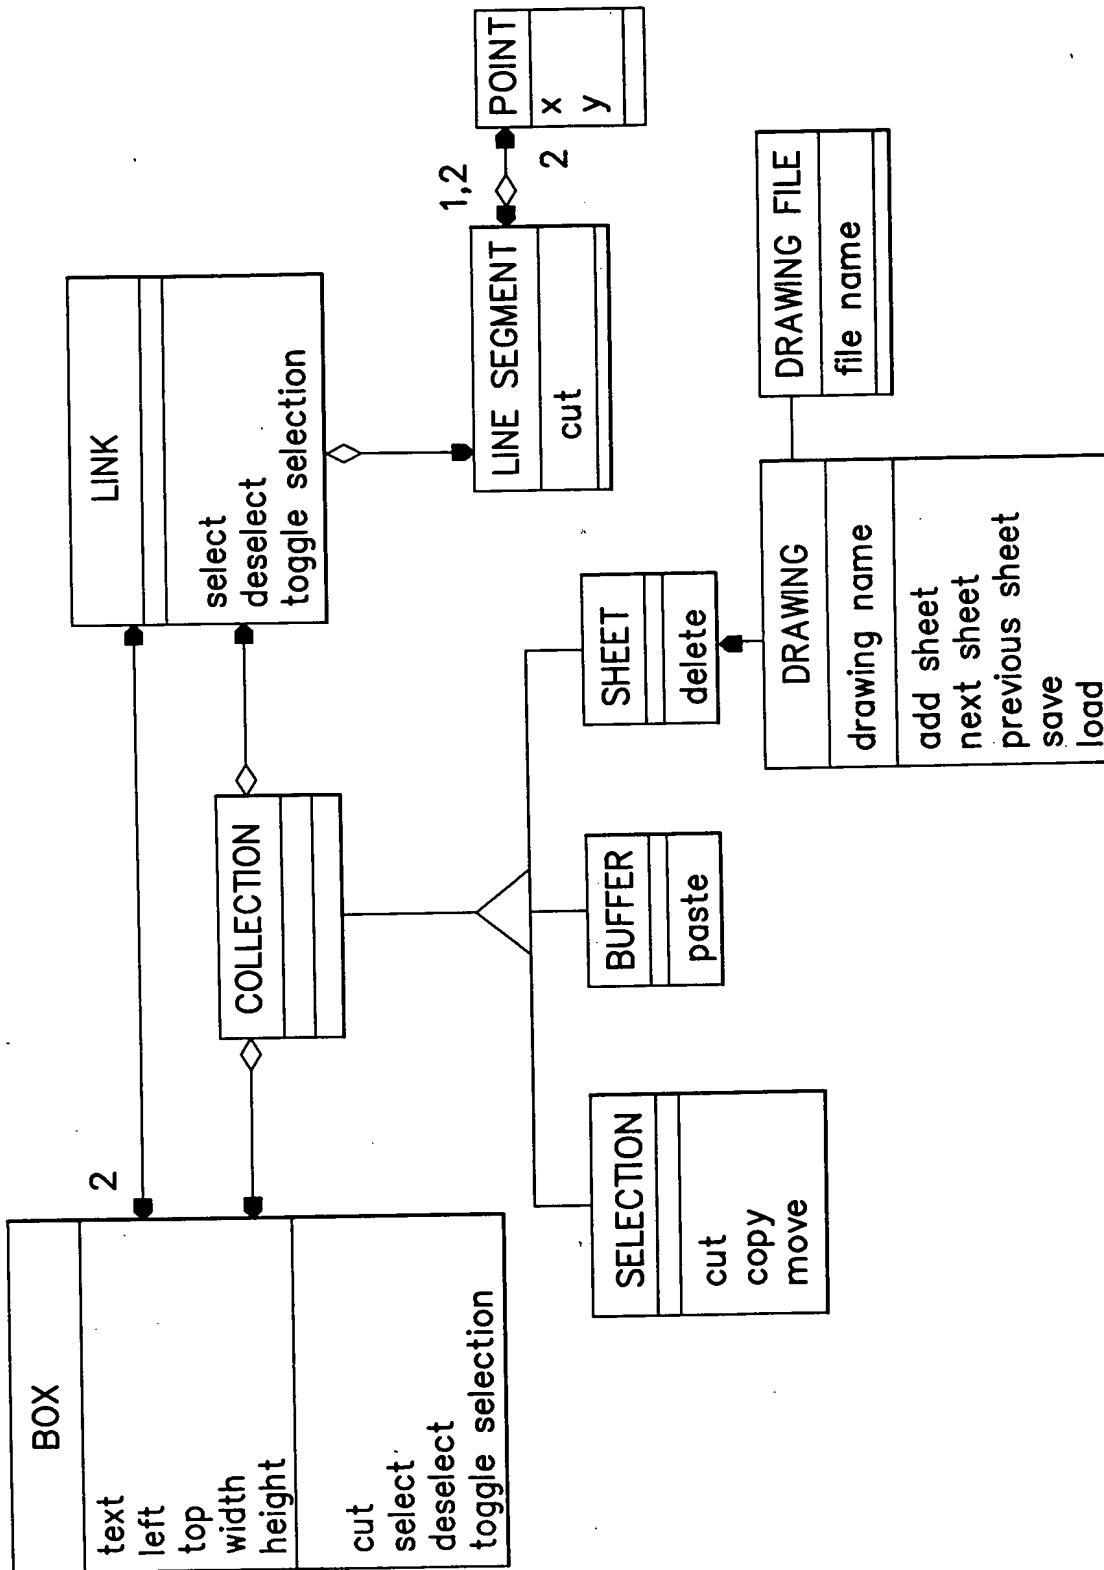 BOX
text
left
top
width
height
cut
select
deselect
toggle selection
2
LINK
select
deselect
toggle selection
COLLECTION
LINE SEGMENT
cut
1,2
2
POINT
x
y
SELECTION
cut
copy
move
BUFFER
paste
SHEET
delete
DRAWING
drawing name
add sheet
next sheet
previous sheet
save
load
DRAWING FILE
file name